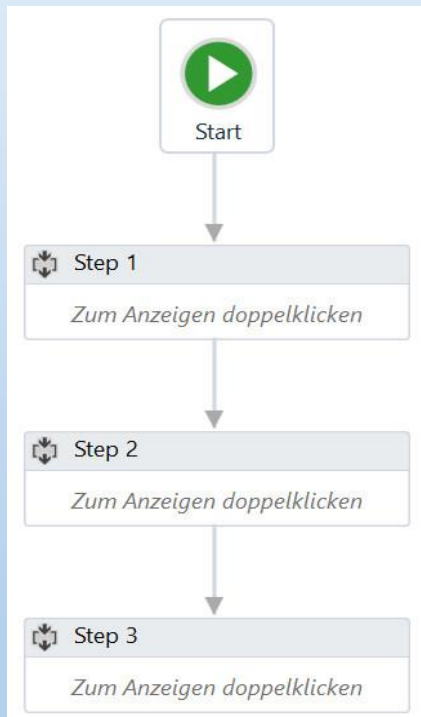 Start
Step 1
Zum Anzeigen doppelklicken
Step 2
Zum Anzeigen doppelklicken
Step 3
Zum Anzeigen doppelklicken